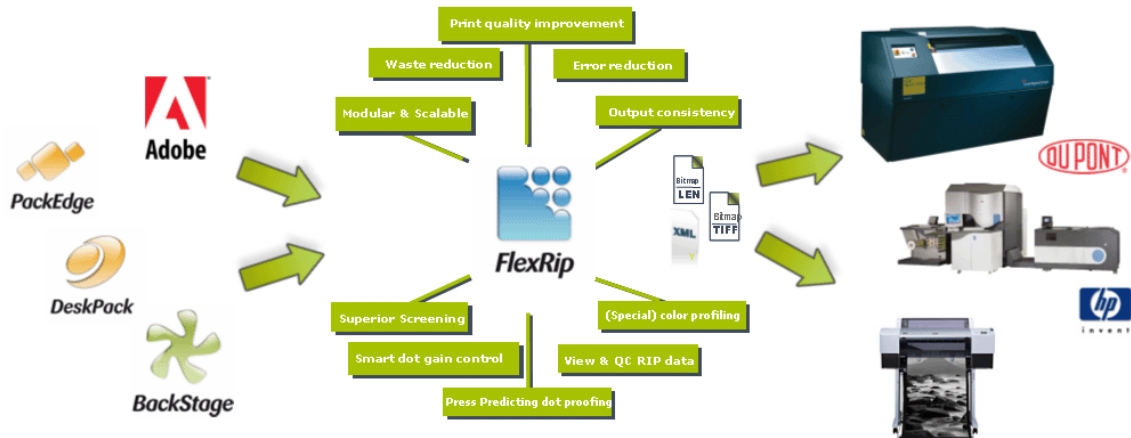 Print quality improvement
Waste reduction
Error reduction
Modular & Scalable
Output consistency
Adobe
PackEdge
DeskPack
BackStage
FlexRip
Bitmap
LEN
Bitmap
TIFF
XML
DU PONT
®
hp
invent
Superior Screening
(Special) color profiling
Smart dot gain control
View & QC RIP data
Press Predicting dot proofing